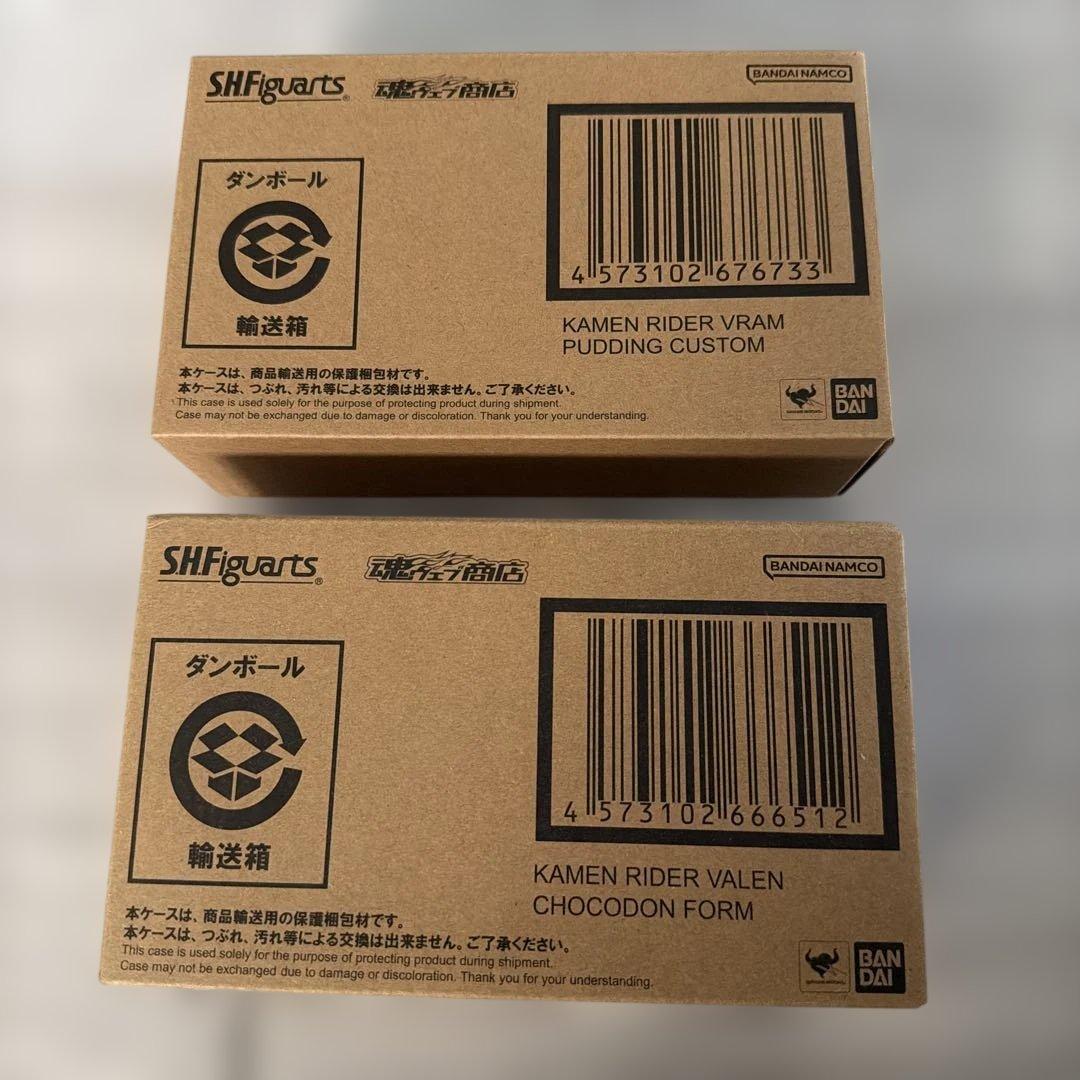 S.H.Figuarts®
魂ウェブ商店
BANDAI NAMCO
ダンボール
輸送箱
4 573102 676733
KAMEN RIDER VRAM
PUDDING CUSTOM
本ケースは、商品輸送用の保護梱包材です。
本ケースは、つぶれ、汚れ等による交換は出来ません。ご了承ください。
This case is used solely for the purpose of protecting product during shipment.
Case may not be exchanged due to damage or discoloration. Thank you for your understanding.
BAN
DAI
S.H.Figuarts®
魂ウェブ商店
BANDAI NAMCO
ダンボール
輸送箱
4 573102 666512
KAMEN RIDER VALEN
CHOCODON FORM
本ケースは、商品輸送用の保護梱包材です。
本ケースは、つぶれ、汚れ等による交換は出来ません。ご了承ください。
This case is used solely for the purpose of protecting product during shipment.
Case may not be exchanged due to damage or discoloration. Thank you for your understanding.
BAN
DAI